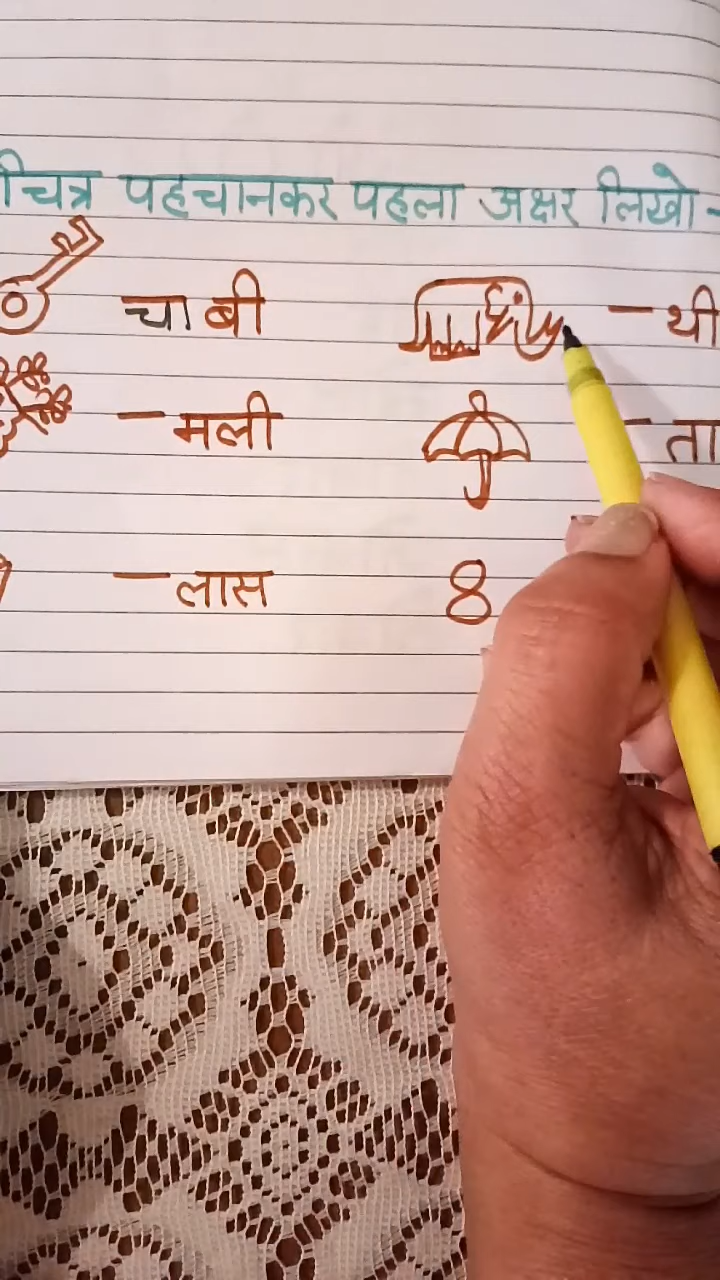 चित्र पहचानकर पहला अक्षर लिखो -
चाबी — थी
— मली — ता
— लास 8